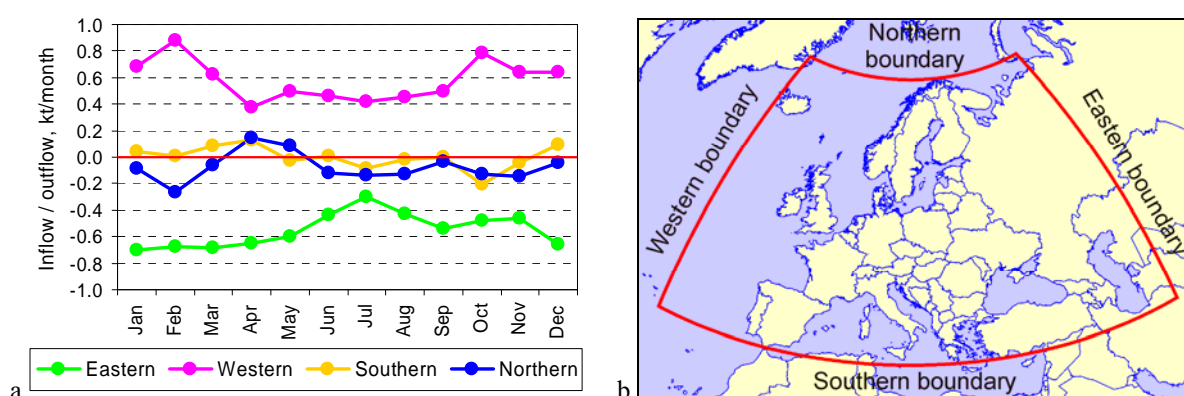 Inflow / outflow, kt/month
1.0
0.8
0.6
0.4
0.2
0.0
-0.2
-0.4
-0.6
-0.8
-1.0
Jan Feb Mar Apr May Jun Jul Aug Sep Oct Nov Dec
Eastern Western Southern Northern
a
Northern
boundary
Western boundary
Eastern boundary
Southern boundary
b